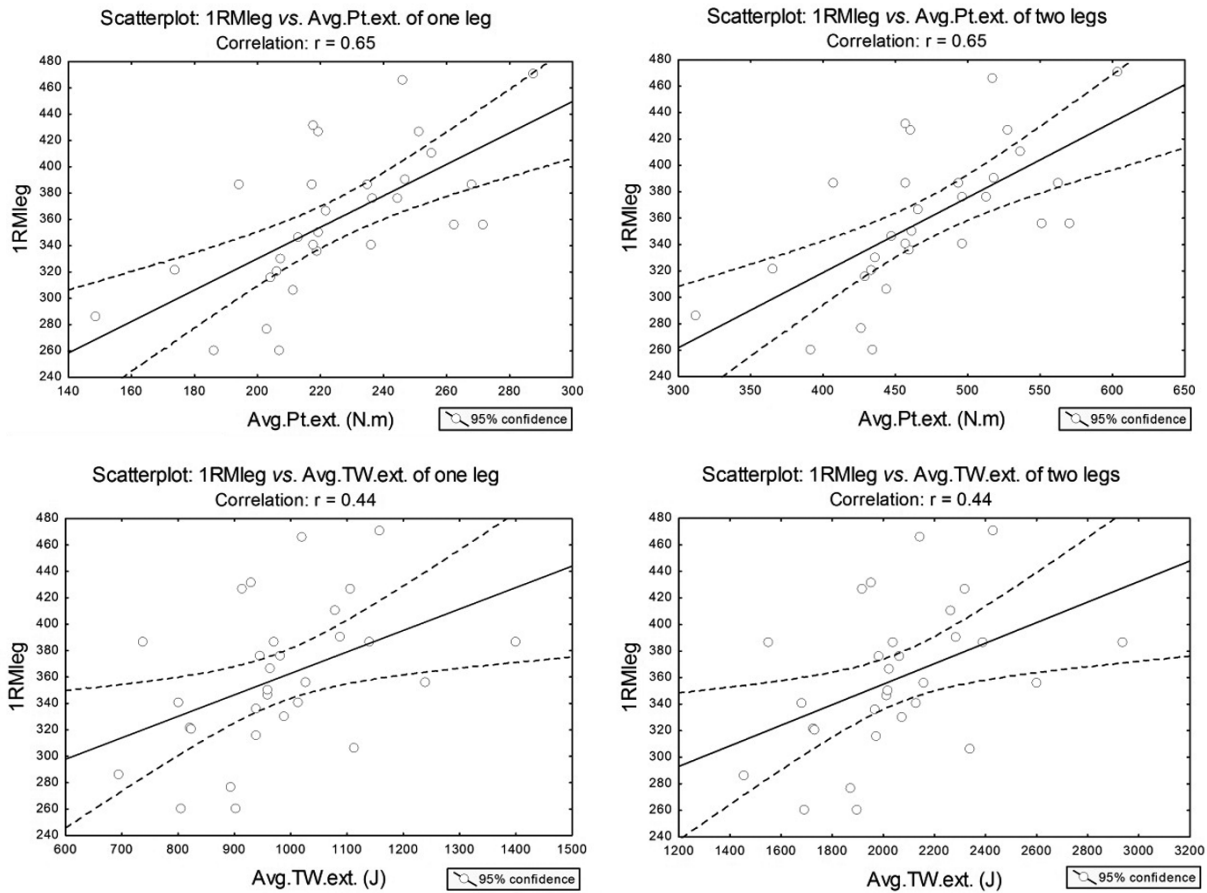 Scatterplot: 1RMleg vs. Avg.Pt.ext. of one leg
Correlation: r = 0.65
480
460
440
420
400
380
360
340
320
300
280
260
240
1RMleg
140 160 180 200 220 240 260 280 300
Avg.Pt.ext. (N.m)
95% confidence
Scatterplot: 1RMleg vs. Avg.Pt.ext. of two legs
Correlation: r = 0.65
480
460
440
420
400
380
360
340
320
300
280
260
240
1RMleg
300 350 400 450 500 550 600 650
Avg.Pt.ext. (N.m)
95% confidence
Scatterplot: 1RMleg vs. Avg.TW.ext. of one leg
Correlation: r = 0.44
480
460
440
420
400
380
360
340
320
300
280
260
240
1RMleg
600 700 800 900 1000 1100 1200 1300 1400 1500
Avg.TW.ext. (J)
95% confidence
Scatterplot: 1RMleg vs. Avg.TW.ext. of two legs
Correlation: r = 0.44
480
460
440
420
400
380
360
340
320
300
280
260
240
1RMleg
1200 1400 1600 1800 2000 2200 2400 2600 2800 3000 3200
Avg.TW.ext. (J)
95% confidence